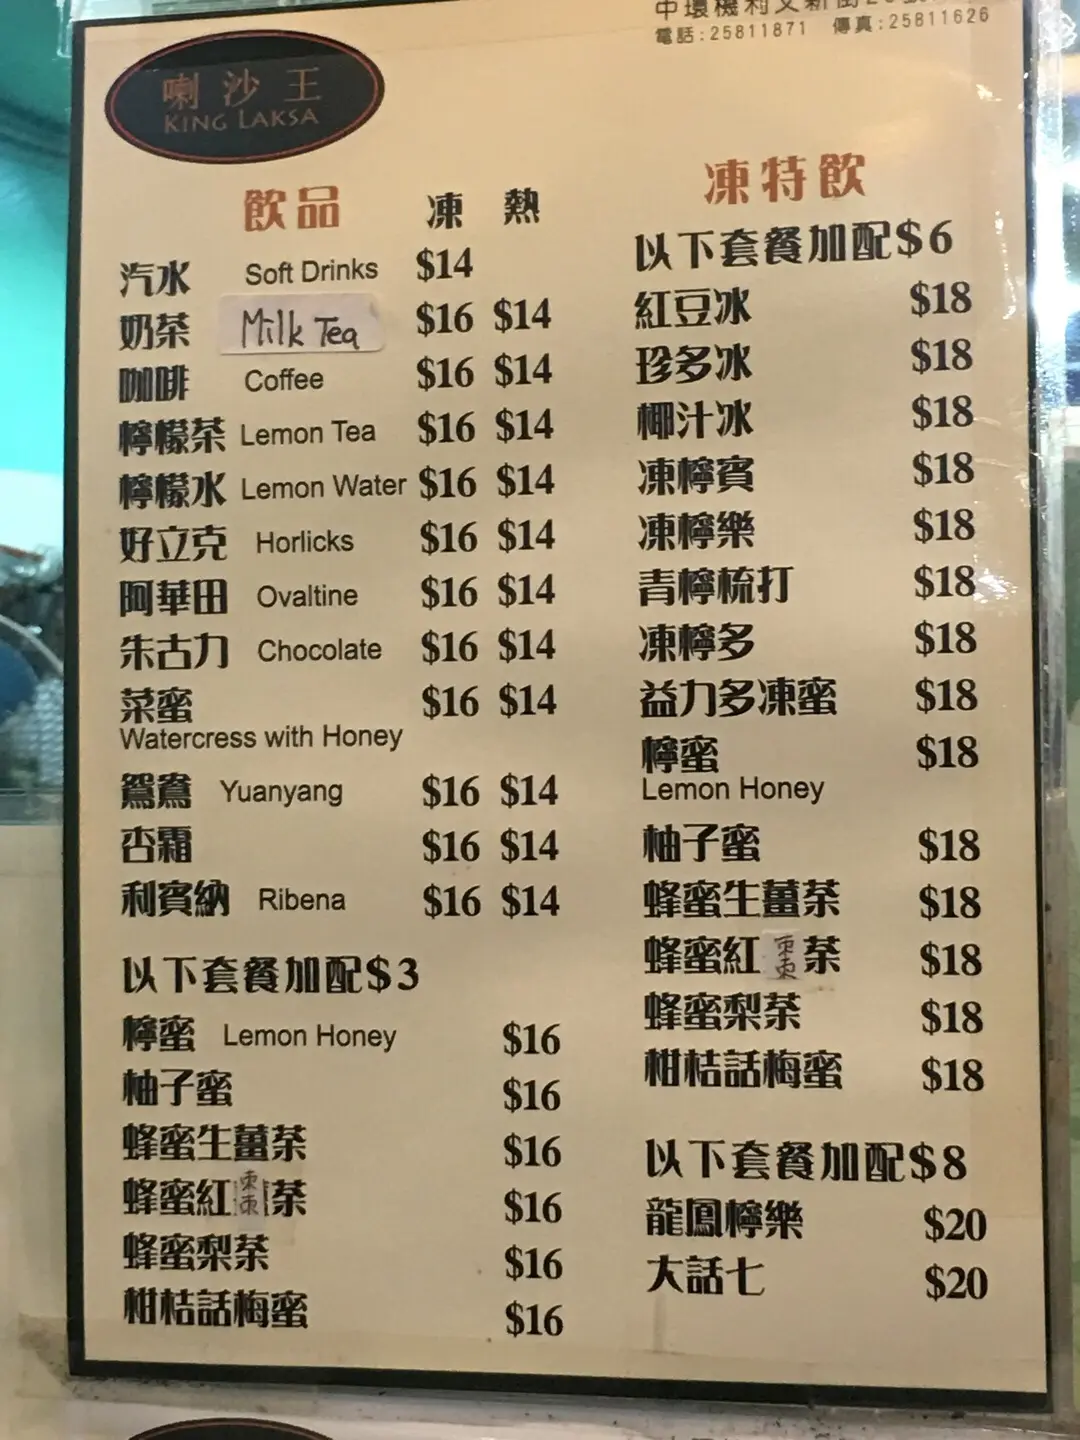 電話:25811871 傳真:25811626
喇沙王
KING LAKSA
飲品 凍 熱
汽水 Soft Drinks $14
奶茶 Milk Tea $16 $14
咖啡 Coffee $16 $14
檸檬茶 Lemon Tea $16 $14
檸檬水 Lemon Water $16 $14
好立克 Horlicks $16 $14
阿華田 Ovaltine $16 $14
朱古力 Chocolate $16 $14
菜蜜 $16 $14
Watercress with Honey
鴛鴦 Yuanyang $16 $14
杏霜 $16 $14
利賓納 Ribena $16 $14
以下套餐加配$3
檸蜜 Lemon Honey $16
柚子蜜 $16
蜂蜜生薑茶 $16
蜂蜜紅棗茶 $16
蜂蜜梨茶 $16
柑桔話梅蜜 $16
凍特飲
以下套餐加配$6
紅豆冰 $18
珍多冰 $18
椰汁冰 $18
凍檸賓 $18
凍檸樂 $18
青檸梳打 $18
凍檸多 $18
益力多凍蜜 $18
檸蜜 $18
Lemon Honey
柚子蜜 $18
蜂蜜生薑茶 $18
蜂蜜紅棗茶 $18
蜂蜜梨茶 $18
柑桔話梅蜜 $18
以下套餐加配$8
龍鳳檸樂 $20
大話七 $20